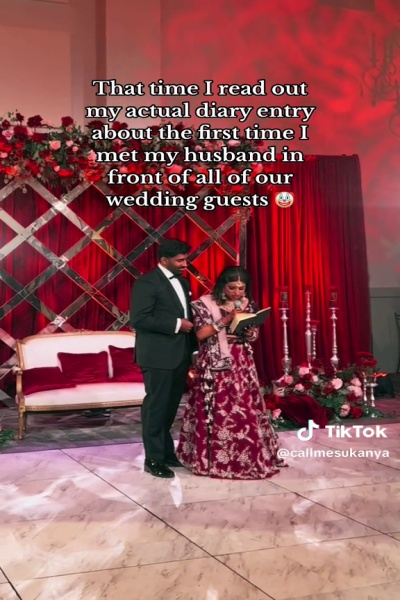 That time I read out
my actual diary entry
about the first time I
met my husband in
front of all of our
wedding guests 🤡
TikTok
@callmesukanya